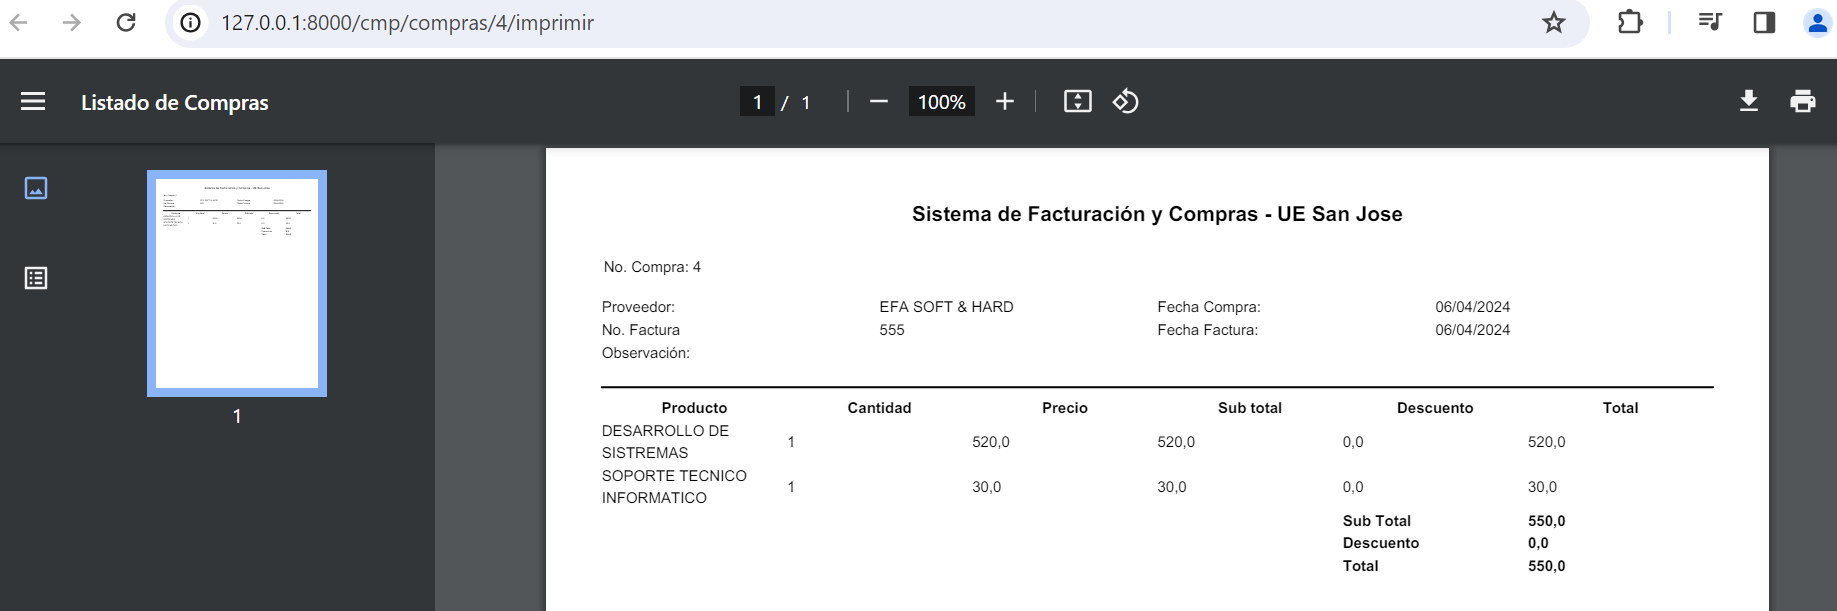 127.0.0.1:8000/cmp/compras/4/imprimir
Listado de Compras
1 / 1
100%
1
Sistema de Facturación y Compras - UE San Jose
No. Compra: 4
Proveedor: EFA SOFT & HARD Fecha Compra: 06/04/2024
No. Factura 555 Fecha Factura: 06/04/2024
Observación:
Producto Cantidad Precio Sub total Descuento Total
DESARROLLO DE
SISTREMAS 1 520,0 520,0 0,0 520,0
SOPORTE TECNICO
INFORMATICO 1 30,0 30,0 0,0 30,0
Sub Total 550,0
Descuento 0,0
Total 550,0